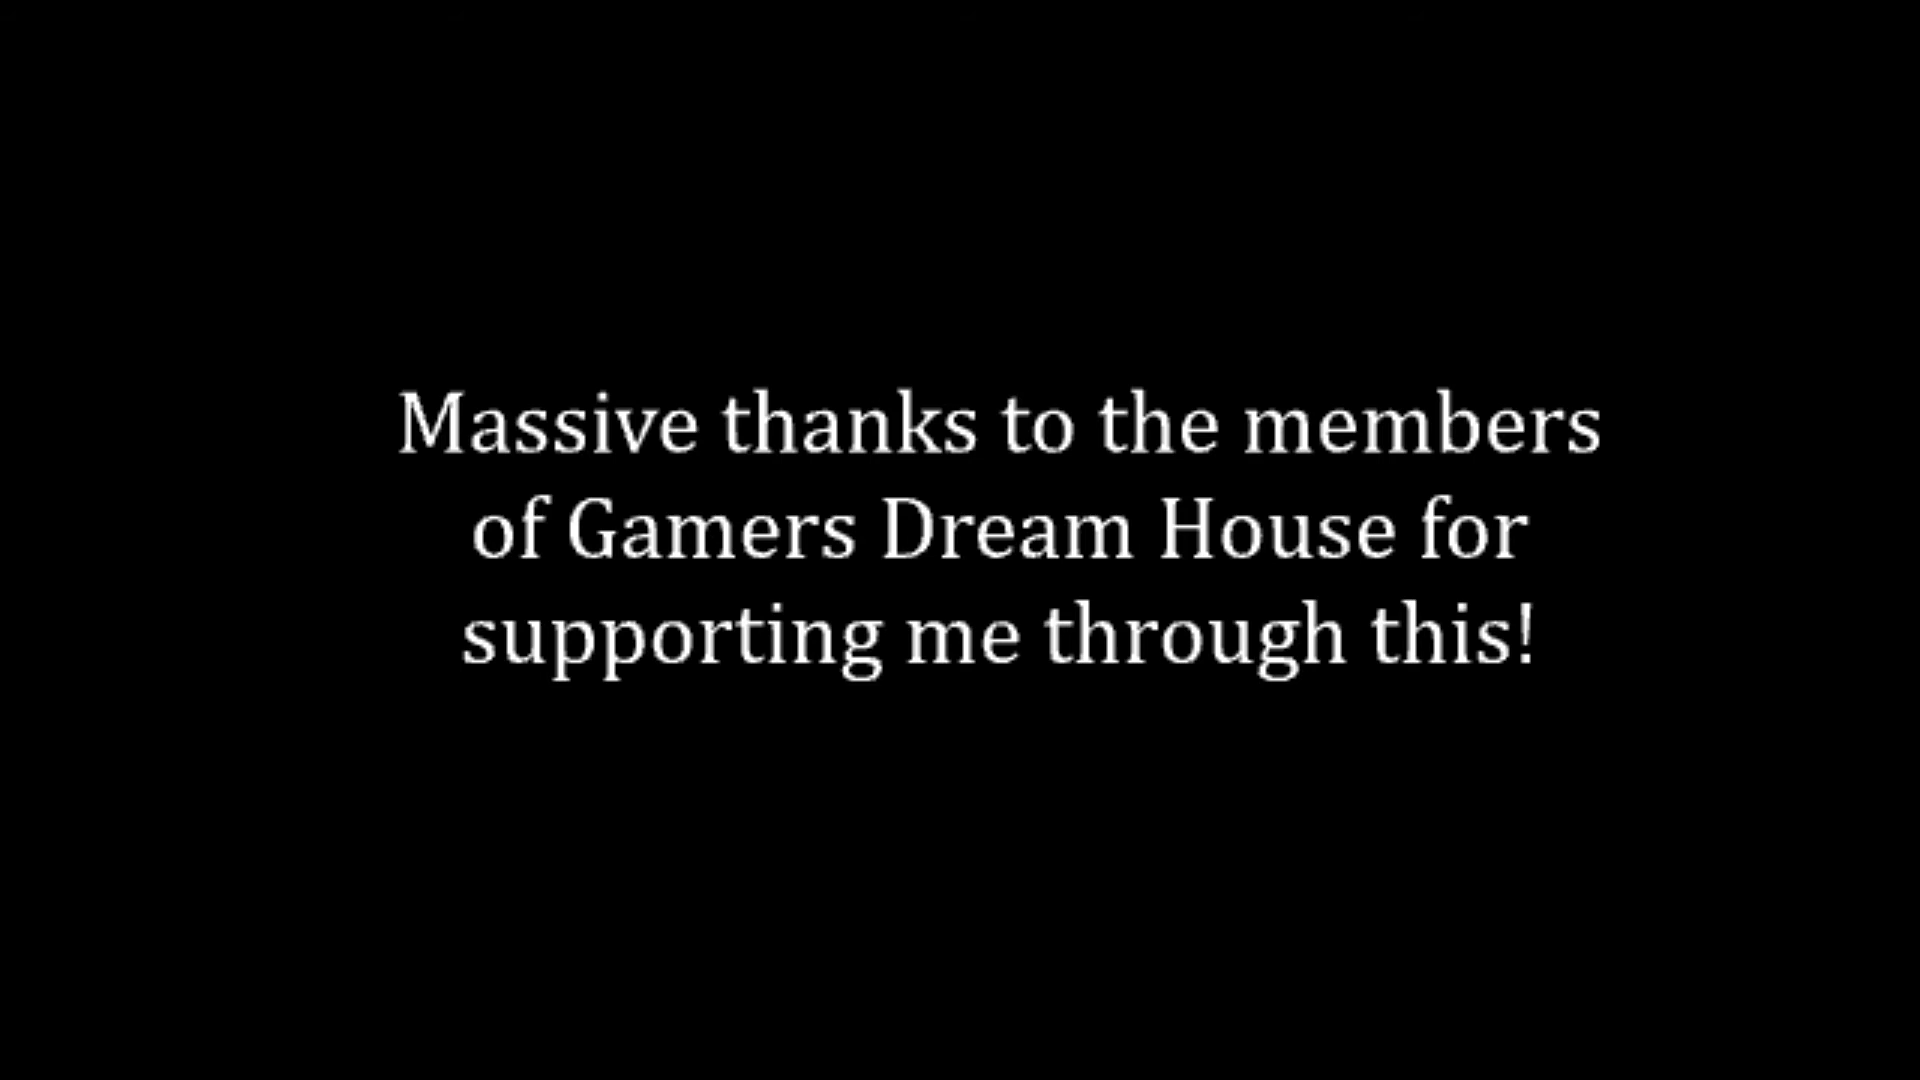 Massive thanks to the members
of Gamers Dream House for
supporting me through this!